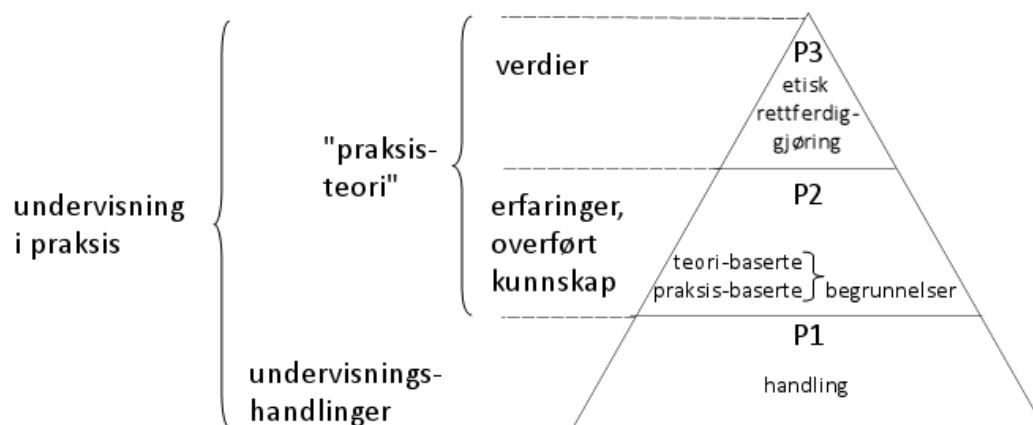 undervisning
i praksis
"praksis-
teori"
undervisnings-
handlinger
verdier
erfaringer,
overført
kunnskap
P3
etisk
rettferdig-
gjøring
P2
teori-baserte
praksis-baserte
begrunnelser
P1
handling